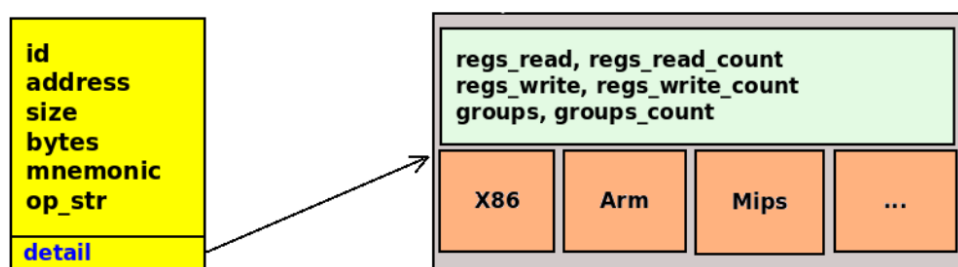 id
address
size
bytes
mnemonic
op_str
detail
regs_read, regs_read_count
regs_write, regs_write_count
groups, groups_count
X86
Arm
Mips
...